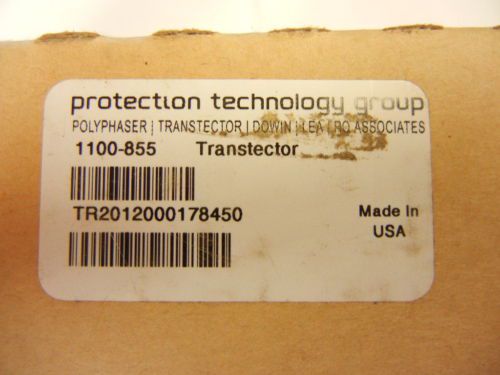 protection technology group
POLYPHASER | TRANSTECTOR | DOWIN | LEA | RO ASSOCIATES
1100-855 Transtector
TR2012000178450
Made In
USA